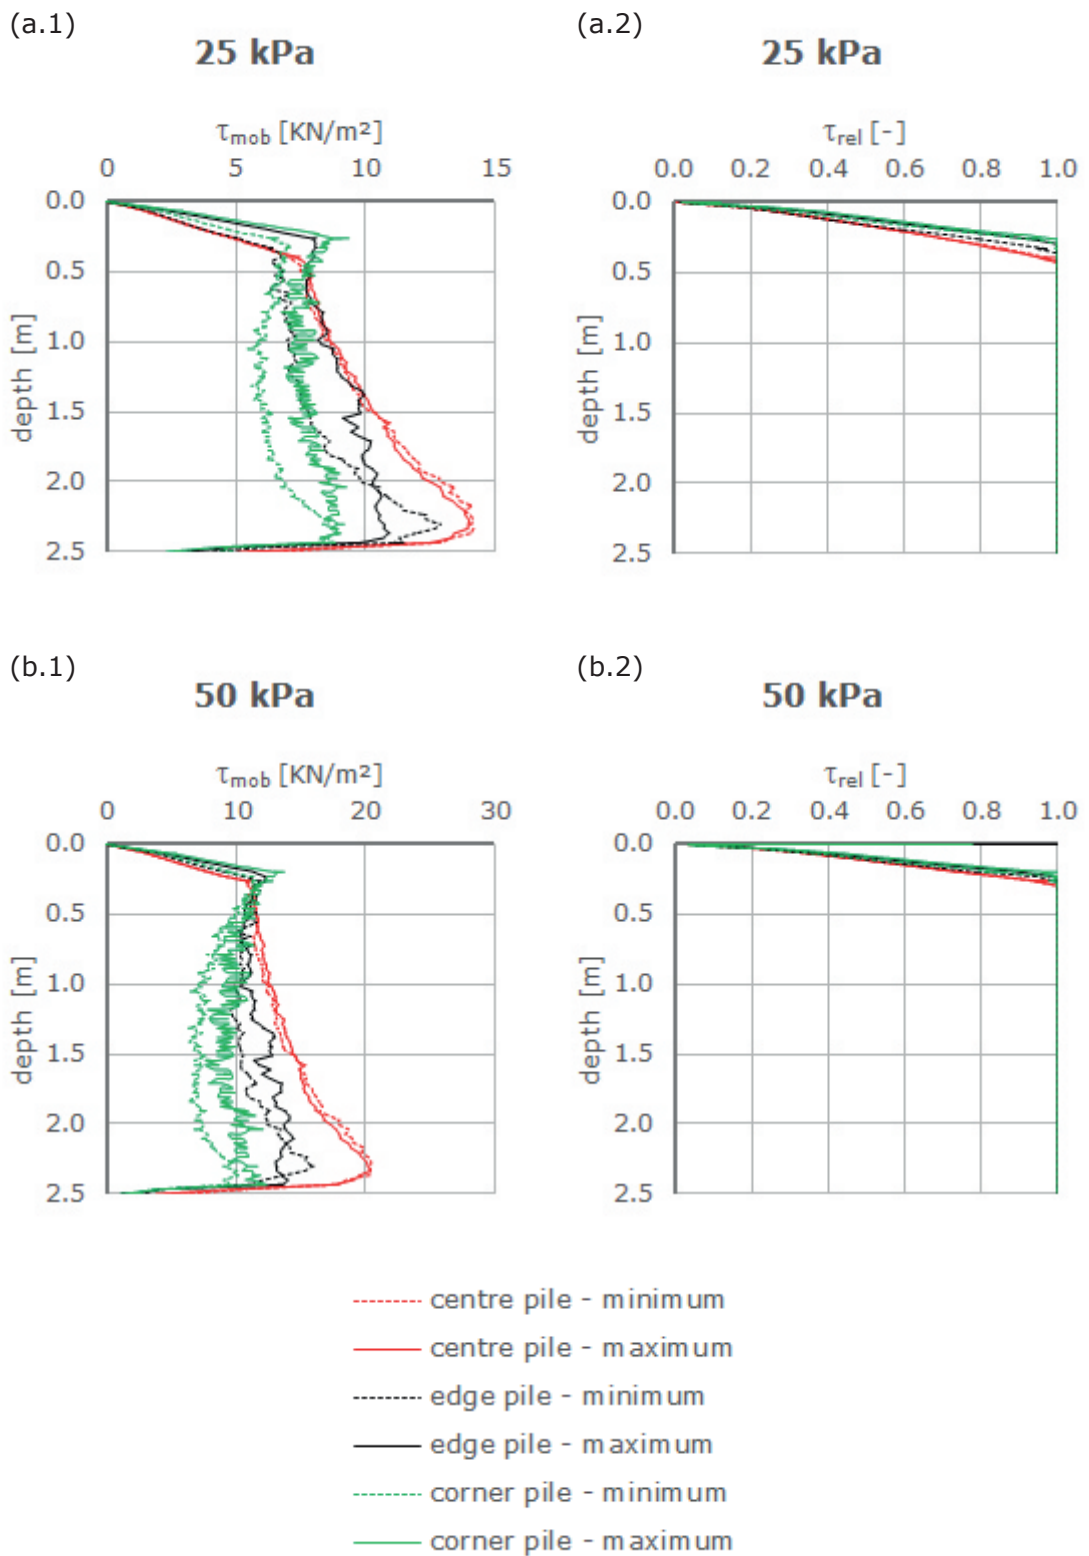 (a.1)
(a.2)
25 kPa
25 kPa
τmob [KN/m²]
τrel [-]
0 5 10 15
0.0 0.2 0.4 0.6 0.8 1.0
0.0
0.5
1.0
1.5
2.0
2.5
depth [m]
0.0
0.5
1.0
1.5
2.0
2.5
depth [m]
(b.1)
(b.2)
50 kPa
50 kPa
τmob [KN/m²]
τrel [-]
0 10 20 30
0.0 0.2 0.4 0.6 0.8 1.0
0.0
0.5
1.0
1.5
2.0
2.5
depth [m]
0.0
0.5
1.0
1.5
2.0
2.5
depth [m]
centre pile - minimum
centre pile - maximum
edge pile - minimum
edge pile - maximum
corner pile - minimum
corner pile - maximum